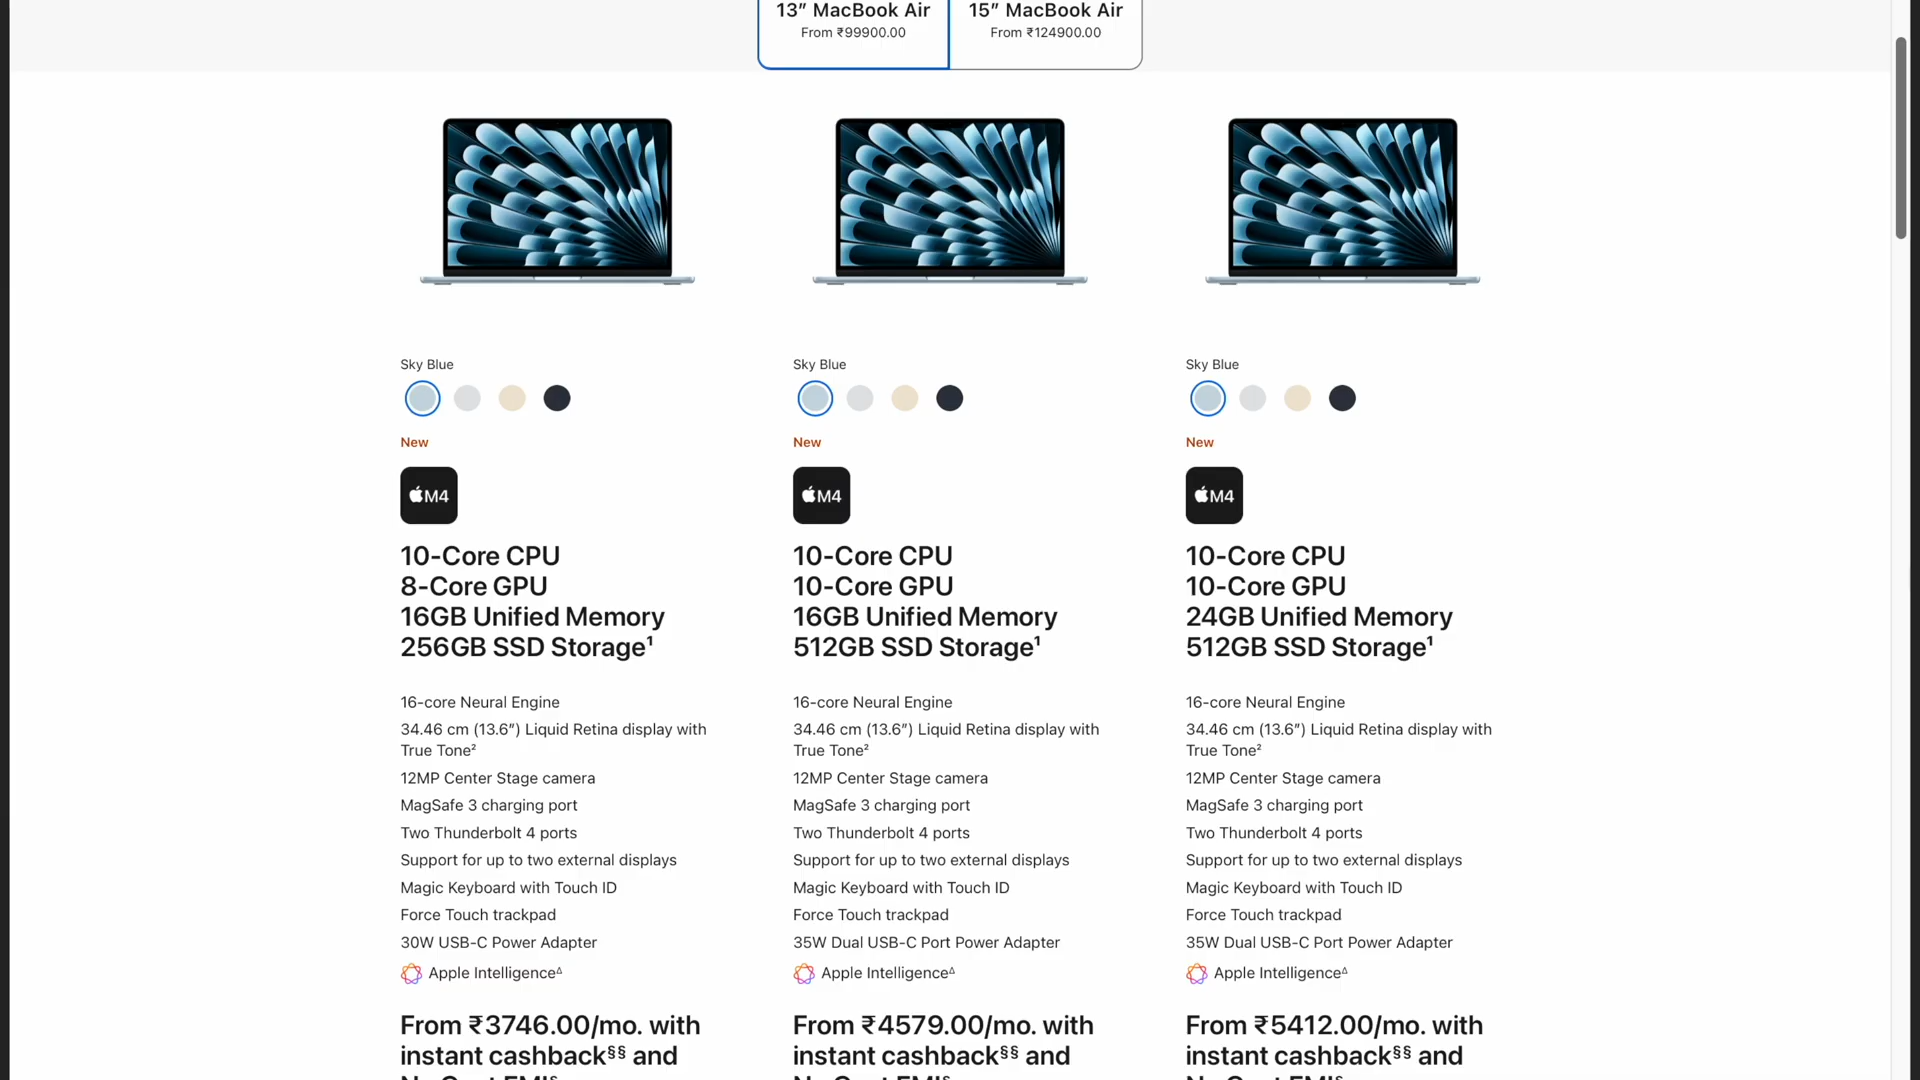 13” MacBook Air
From ₹99900.00
15” MacBook Air
From ₹124900.00
Sky Blue
New
M4
10-Core CPU
8-Core GPU
16GB Unified Memory
256GB SSD Storage¹
16-core Neural Engine
34.46 cm (13.6”) Liquid Retina display with
True Tone²
12MP Center Stage camera
MagSafe 3 charging port
Two Thunderbolt 4 ports
Support for up to two external displays
Magic Keyboard with Touch ID
Force Touch trackpad
30W USB-C Power Adapter
Apple IntelligenceΔ
From ₹3746.00/mo. with
instant cashback§§ and
No Cost EMI§
Sky Blue
New
M4
10-Core CPU
10-Core GPU
16GB Unified Memory
512GB SSD Storage¹
16-core Neural Engine
34.46 cm (13.6”) Liquid Retina display with
True Tone²
12MP Center Stage camera
MagSafe 3 charging port
Two Thunderbolt 4 ports
Support for up to two external displays
Magic Keyboard with Touch ID
Force Touch trackpad
35W Dual USB-C Port Power Adapter
Apple IntelligenceΔ
From ₹4579.00/mo. with
instant cashback§§ and
No Cost EMI§
Sky Blue
New
M4
10-Core CPU
10-Core GPU
24GB Unified Memory
512GB SSD Storage¹
16-core Neural Engine
34.46 cm (13.6”) Liquid Retina display with
True Tone²
12MP Center Stage camera
MagSafe 3 charging port
Two Thunderbolt 4 ports
Support for up to two external displays
Magic Keyboard with Touch ID
Force Touch trackpad
35W Dual USB-C Port Power Adapter
Apple IntelligenceΔ
From ₹5412.00/mo. with
instant cashback§§ and
No Cost EMI§